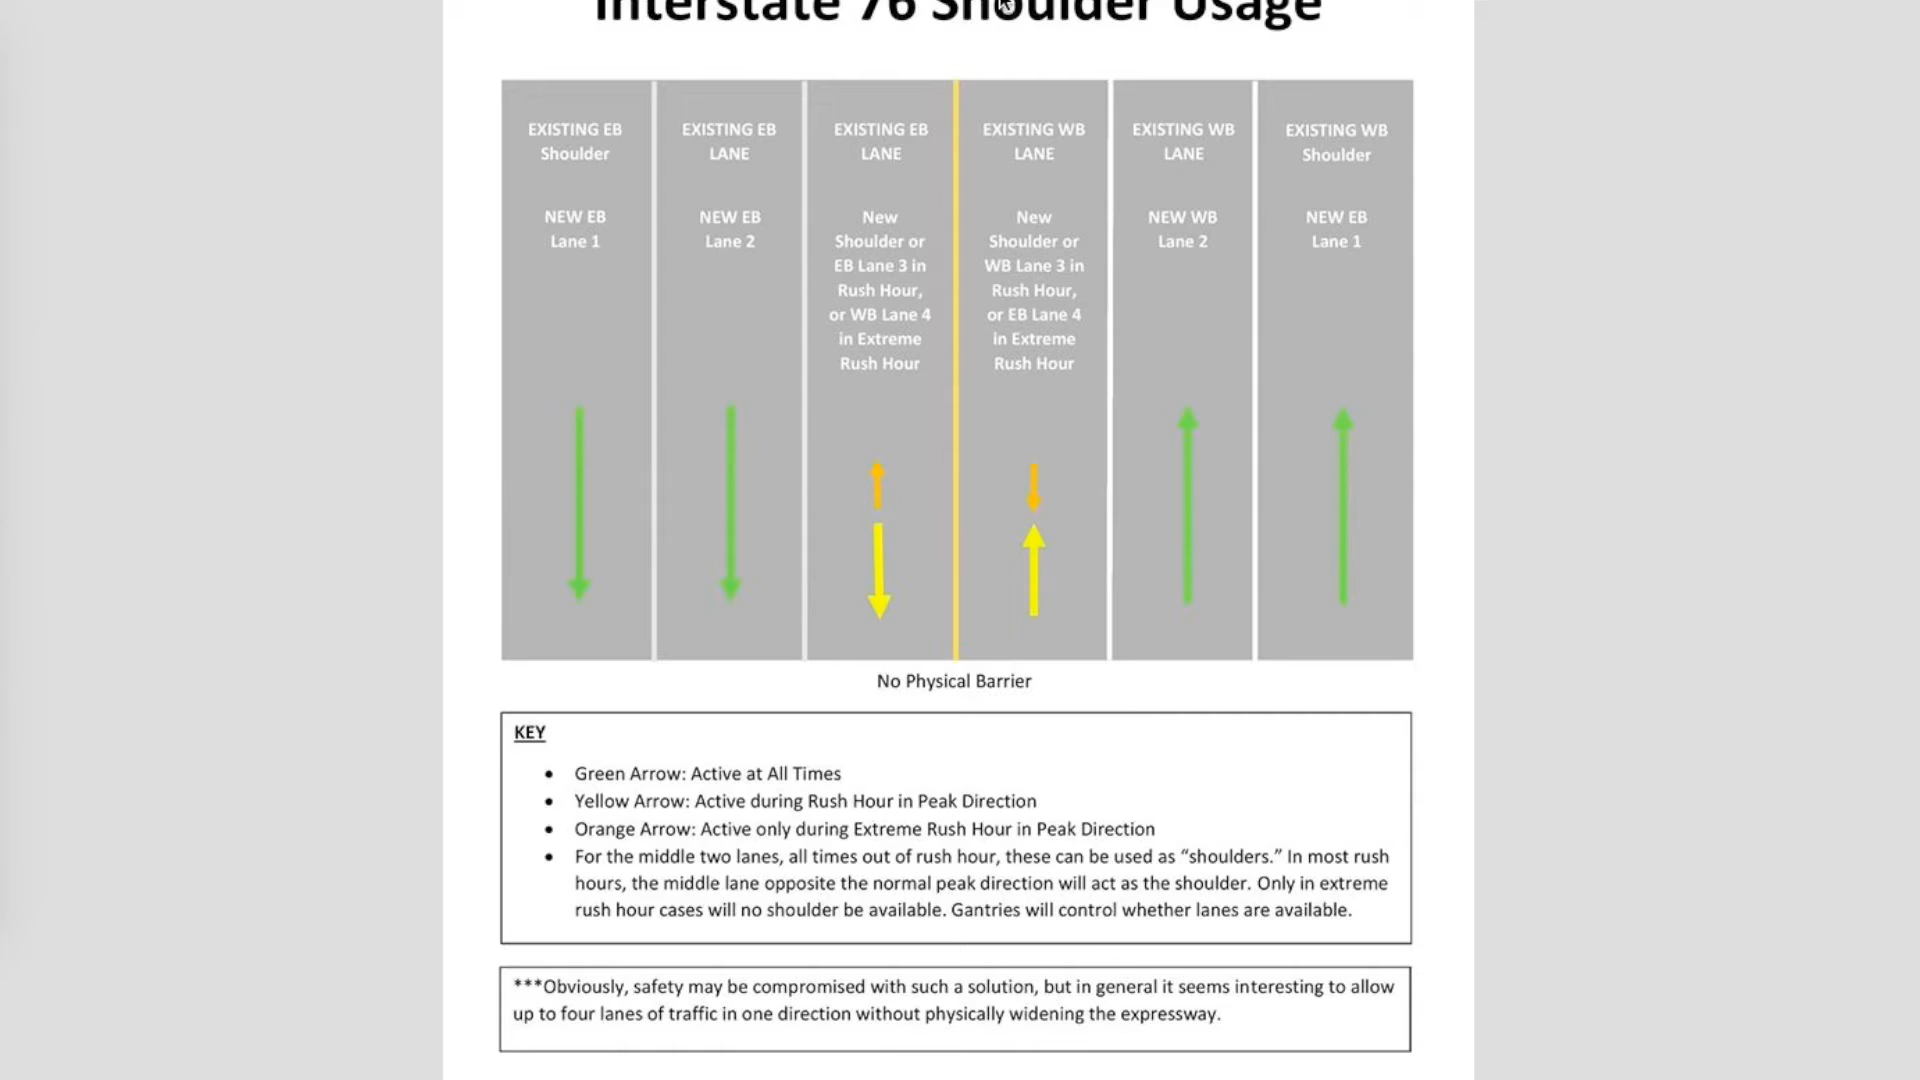 Interstate 76 Shoulder Usage
EXISTING EB
Shoulder
NEW EB
Lane 1
EXISTING EB
LANE
NEW EB
Lane 2
EXISTING EB
LANE
New
Shoulder or
EB Lane 3 in
Rush Hour,
or WB Lane 4
in Extreme
Rush Hour
EXISTING WB
LANE
New
Shoulder or
WB Lane 3 in
Rush Hour,
or EB Lane 4
in Extreme
Rush Hour
EXISTING WB
LANE
NEW WB
Lane 2
EXISTING WB
Shoulder
NEW EB
Lane 1
No Physical Barrier
KEY
• Green Arrow: Active at All Times
• Yellow Arrow: Active during Rush Hour in Peak Direction
• Orange Arrow: Active only during Extreme Rush Hour in Peak Direction
• For the middle two lanes, all times out of rush hour, these can be used as “shoulders.” In most rush
hours, the middle lane opposite the normal peak direction will act as the shoulder. Only in extreme
rush hour cases will no shoulder be available. Gantries will control whether lanes are available.
***Obviously, safety may be compromised with such a solution, but in general it seems interesting to allow
up to four lanes of traffic in one direction without physically widening the expressway.